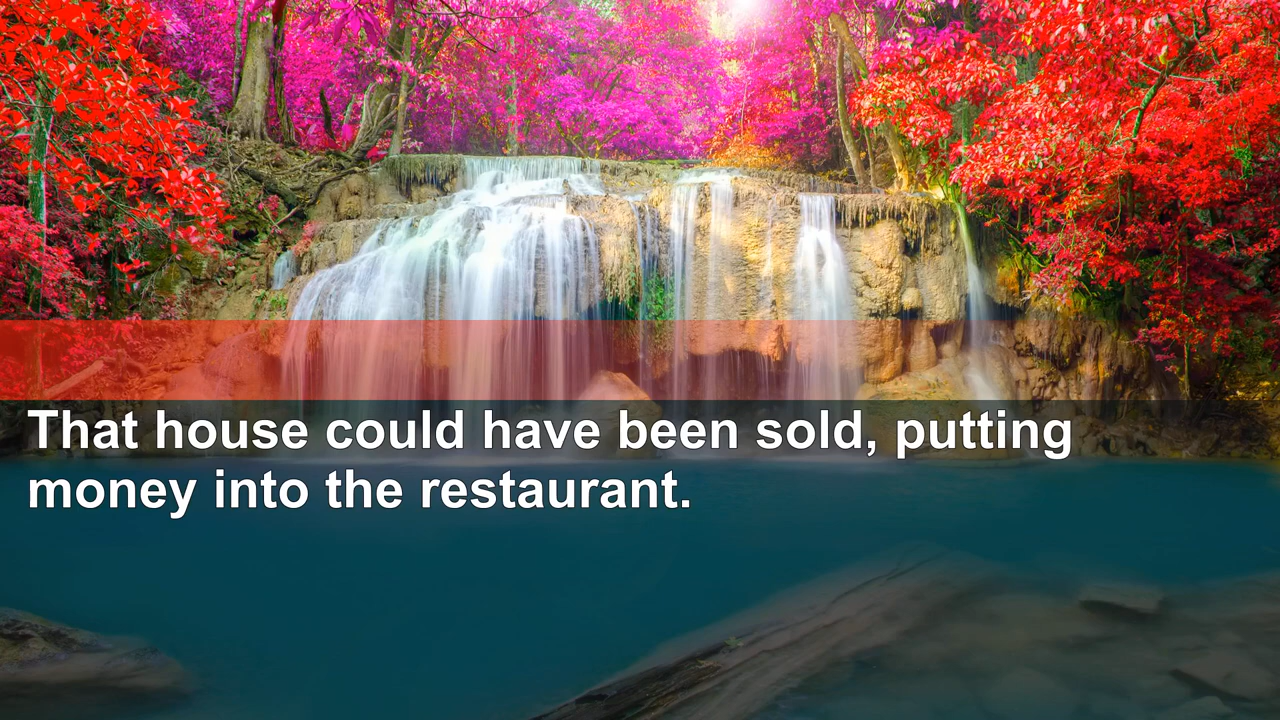 That house could have been sold, putting
money into the restaurant.